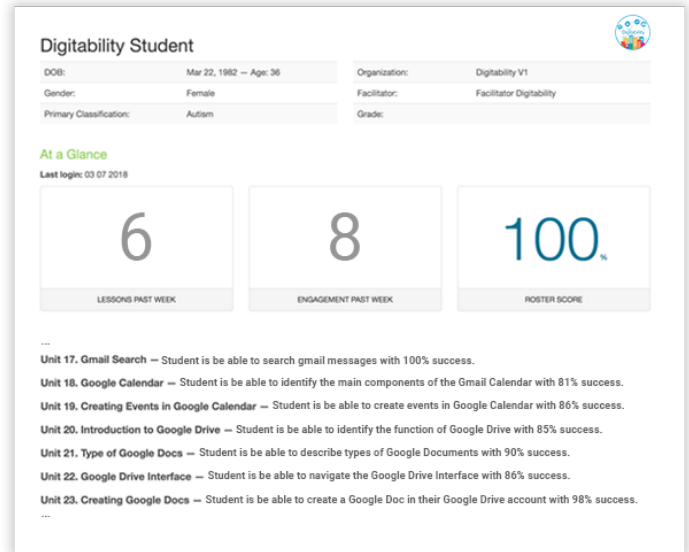 Digitability
Digitability Student
DOB: Mar 22, 1982 — Age: 36 Organization: Digitability V1
Gender: Female Facilitator: Facilitator Digitability
Primary Classification: Autism Grade:
At a Glance
Last login: 03 07 2018
6 8 100%
LESSONS PAST WEEK ENGAGEMENT PAST WEEK ROSTER SCORE
...
Unit 17. Gmail Search — Student is be able to search gmail messages with 100% success.
Unit 18. Google Calendar — Student is be able to identify the main components of the Gmail Calendar with 81% success.
Unit 19. Creating Events in Google Calendar — Student is be able to create events in Google Calendar with 86% success.
Unit 20. Introduction to Google Drive — Student is be able to identify the function of Google Drive with 85% success.
Unit 21. Type of Google Docs — Student is be able to describe types of Google Documents with 90% success.
Unit 22. Google Drive Interface — Student is be able to navigate the Google Drive Interface with 86% success.
Unit 23. Creating Google Docs — Student is be able to create a Google Doc in their Google Drive account with 98% success.
...